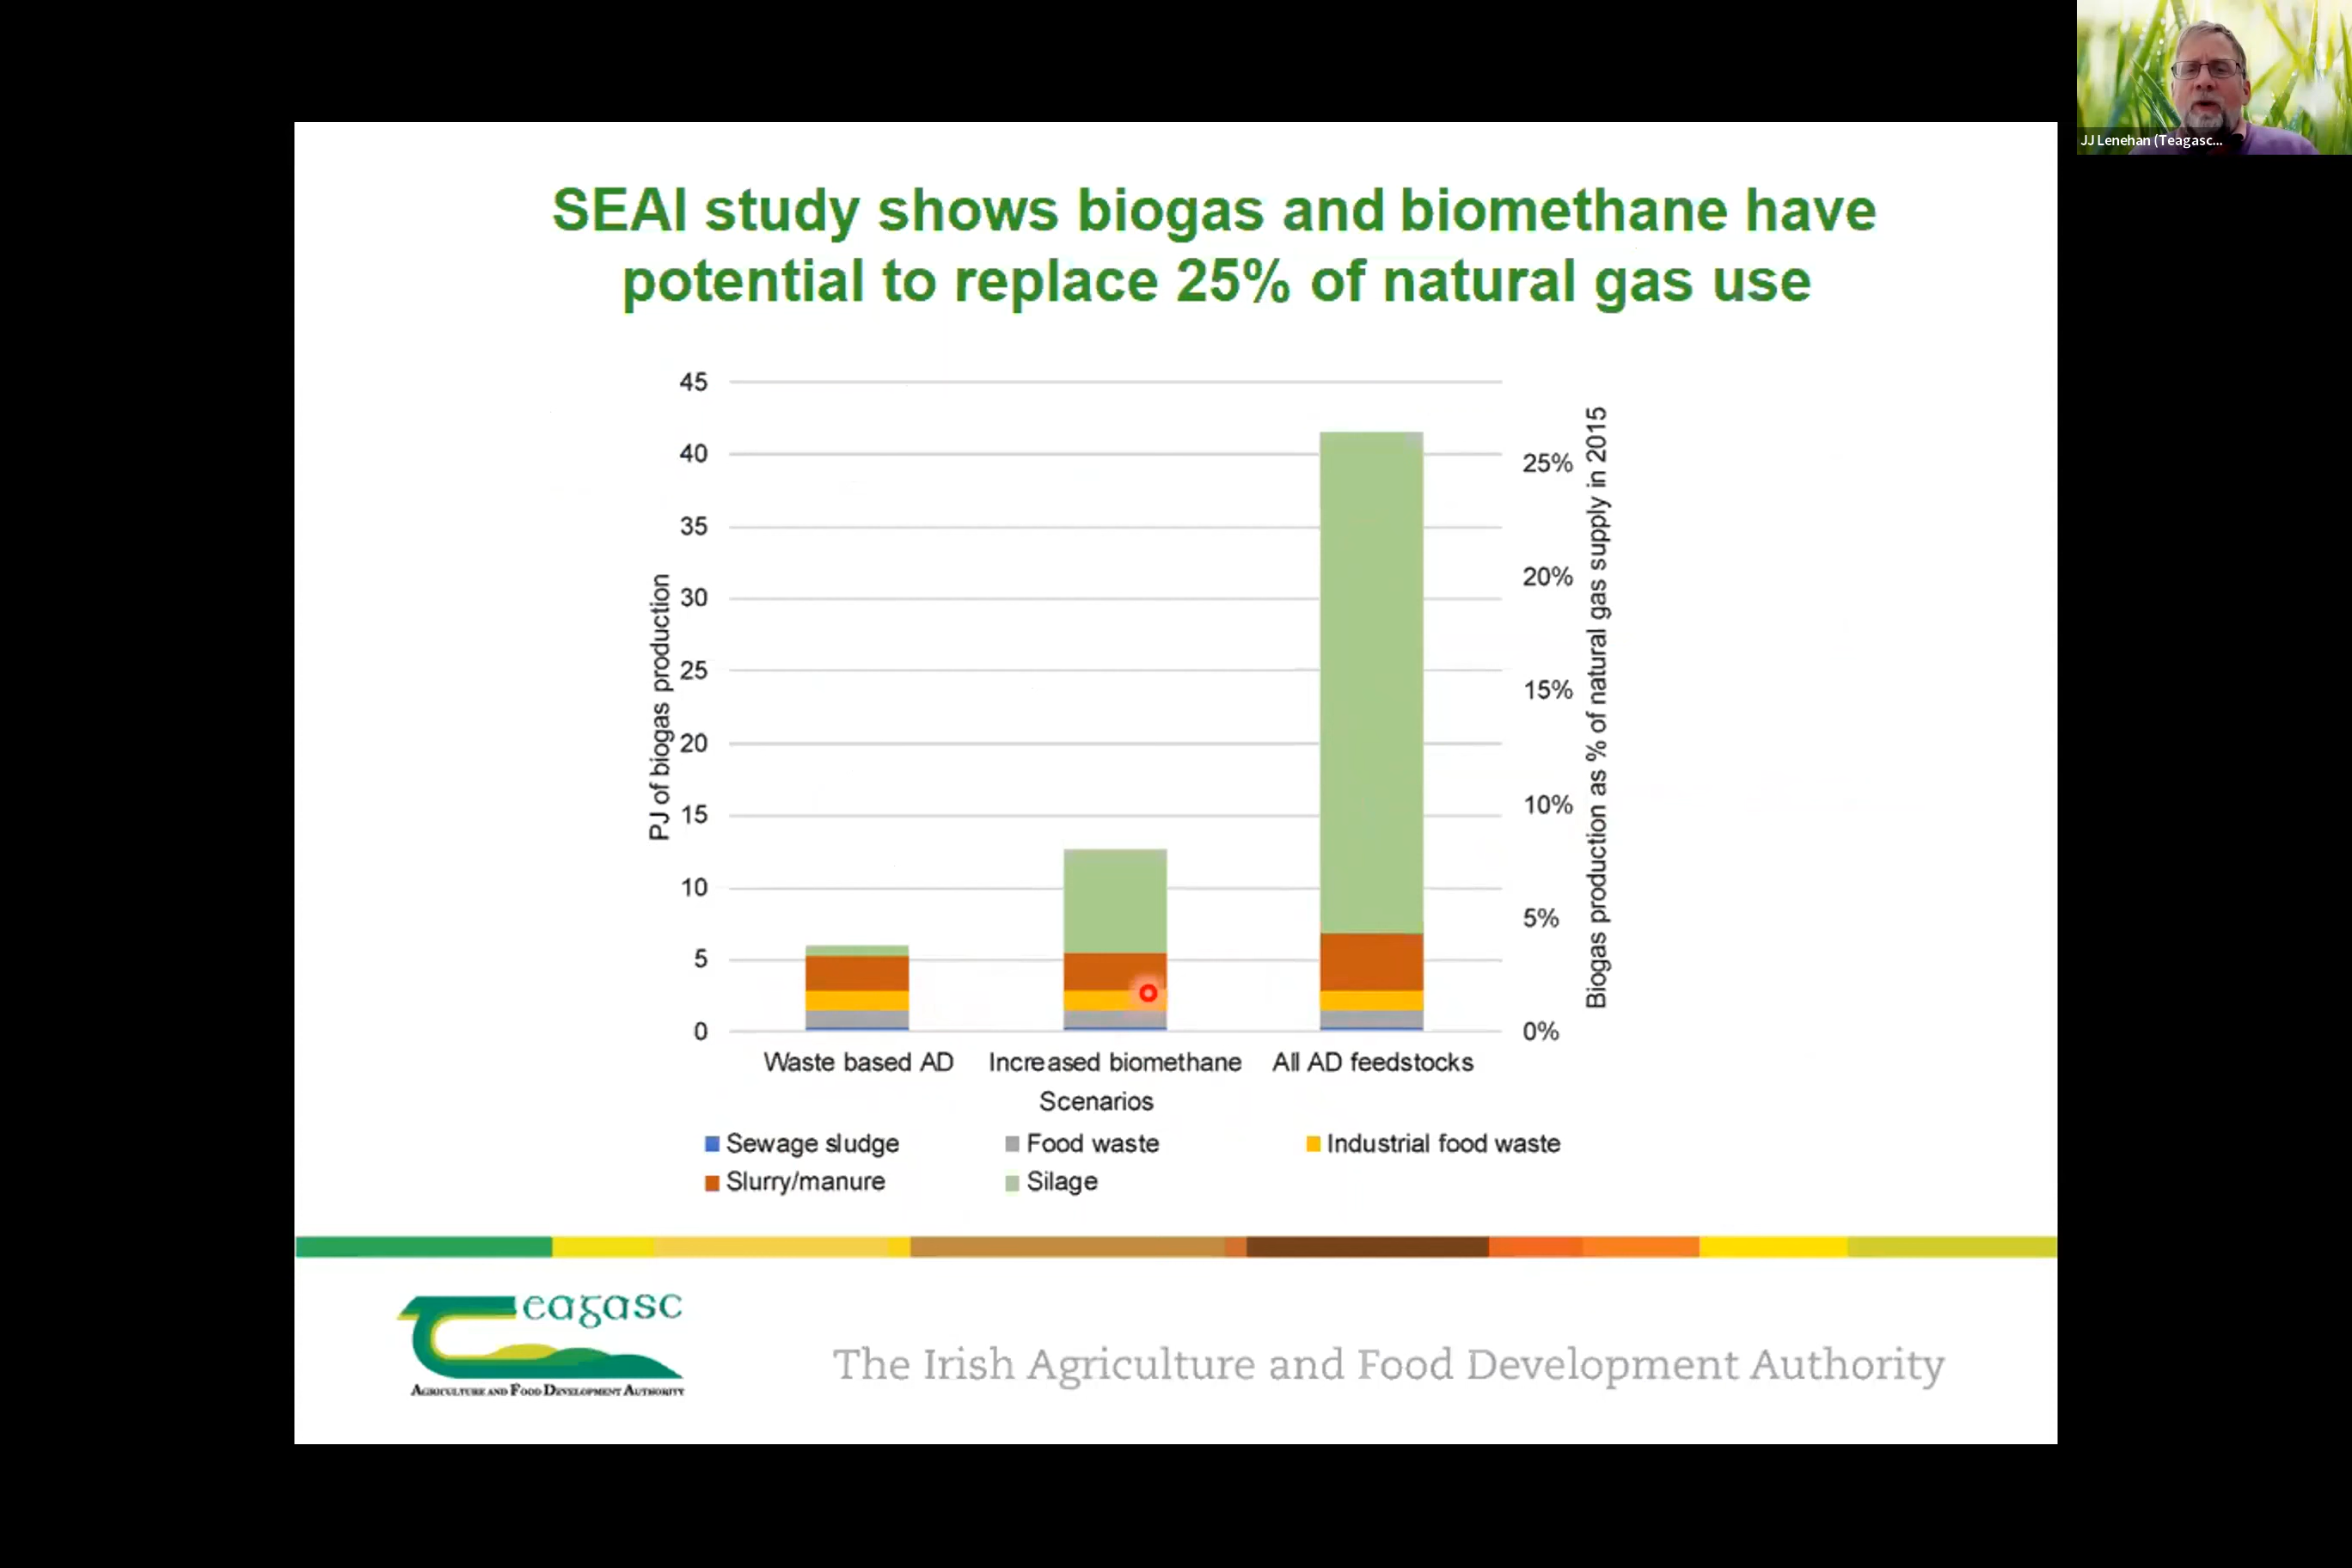 JJ Lenehan (Teagasc...
SEAI study shows biogas and biomethane have
potential to replace 25% of natural gas use
PJ of biogas production
45
40
35
30
25
20
15
10
5
0
25%
20%
15%
10%
5%
0%
Biogas production as % of natural gas supply in 2015
Waste based AD
Increased biomethane
All AD feedstocks
Scenarios
Sewage sludge
Food waste
Industrial food waste
Slurry/manure
Silage
Teagasc
AGRICULTURE AND FOOD DEVELOPMENT AUTHORITY
The Irish Agriculture and Food Development Authority